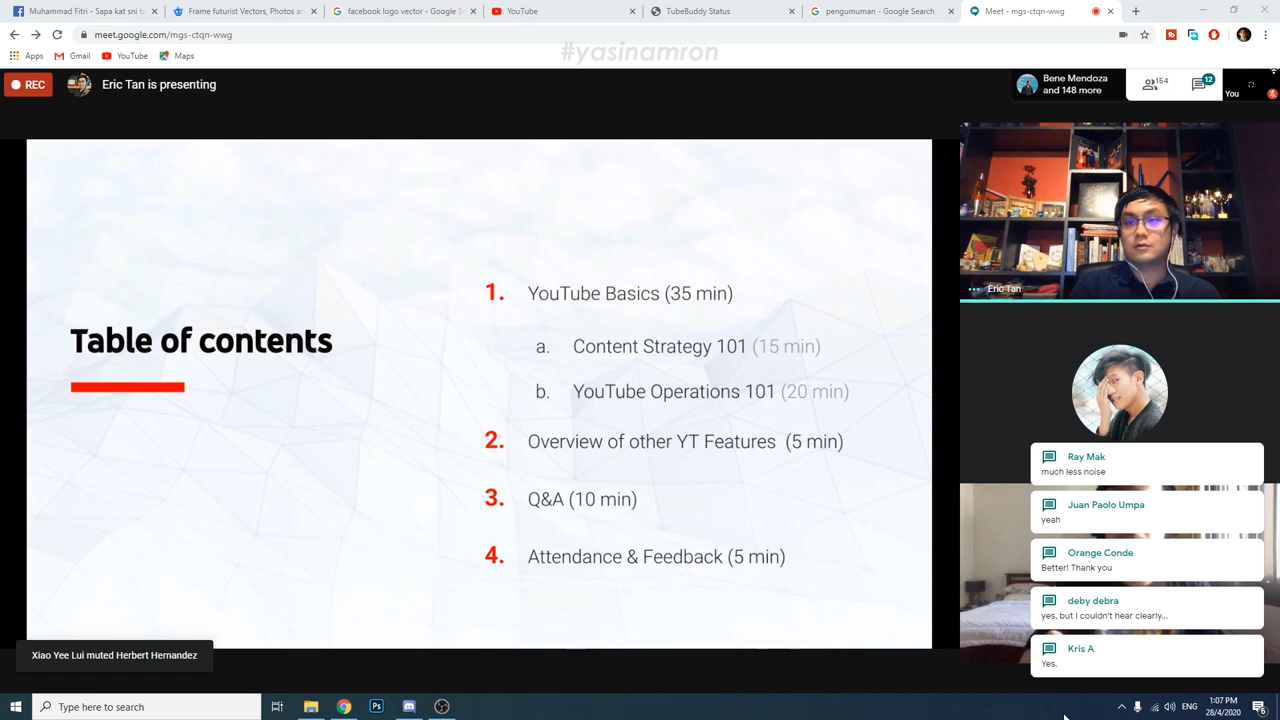 Muhammad Fitri - Sapa kat sni ta
Frame futurist Vectors, Photos an
facebook logo vector - Google Se
YouTube
TubeBuddy Status
pengumuman - Google Search
Meet - mgs-ctqn-wwg
meet.google.com/mgs-ctqn-wwg
Apps
Gmail
YouTube
Maps
#yasinamron
REC
Eric Tan is presenting
Bene Mendoza
and 148 more
154
12
You
Table of contents
1. YouTube Basics (35 min)
a. Content Strategy 101 (15 min)
b. YouTube Operations 101 (20 min)
2. Overview of other YT Features (5 min)
3. Q&A (10 min)
4. Attendance & Feedback (5 min)
Eric Tan
Ray Mak
much less noise
Juan Paolo Umpa
yeah
Orange Conde
Better! Thank you
deby debra
yes, but I couldn't hear clearly...
Kris A
Yes.
Xiao Yee Lui muted Herbert Hernandez
Type here to search
Ps
ENG
1:07 PM
28/4/2020
6